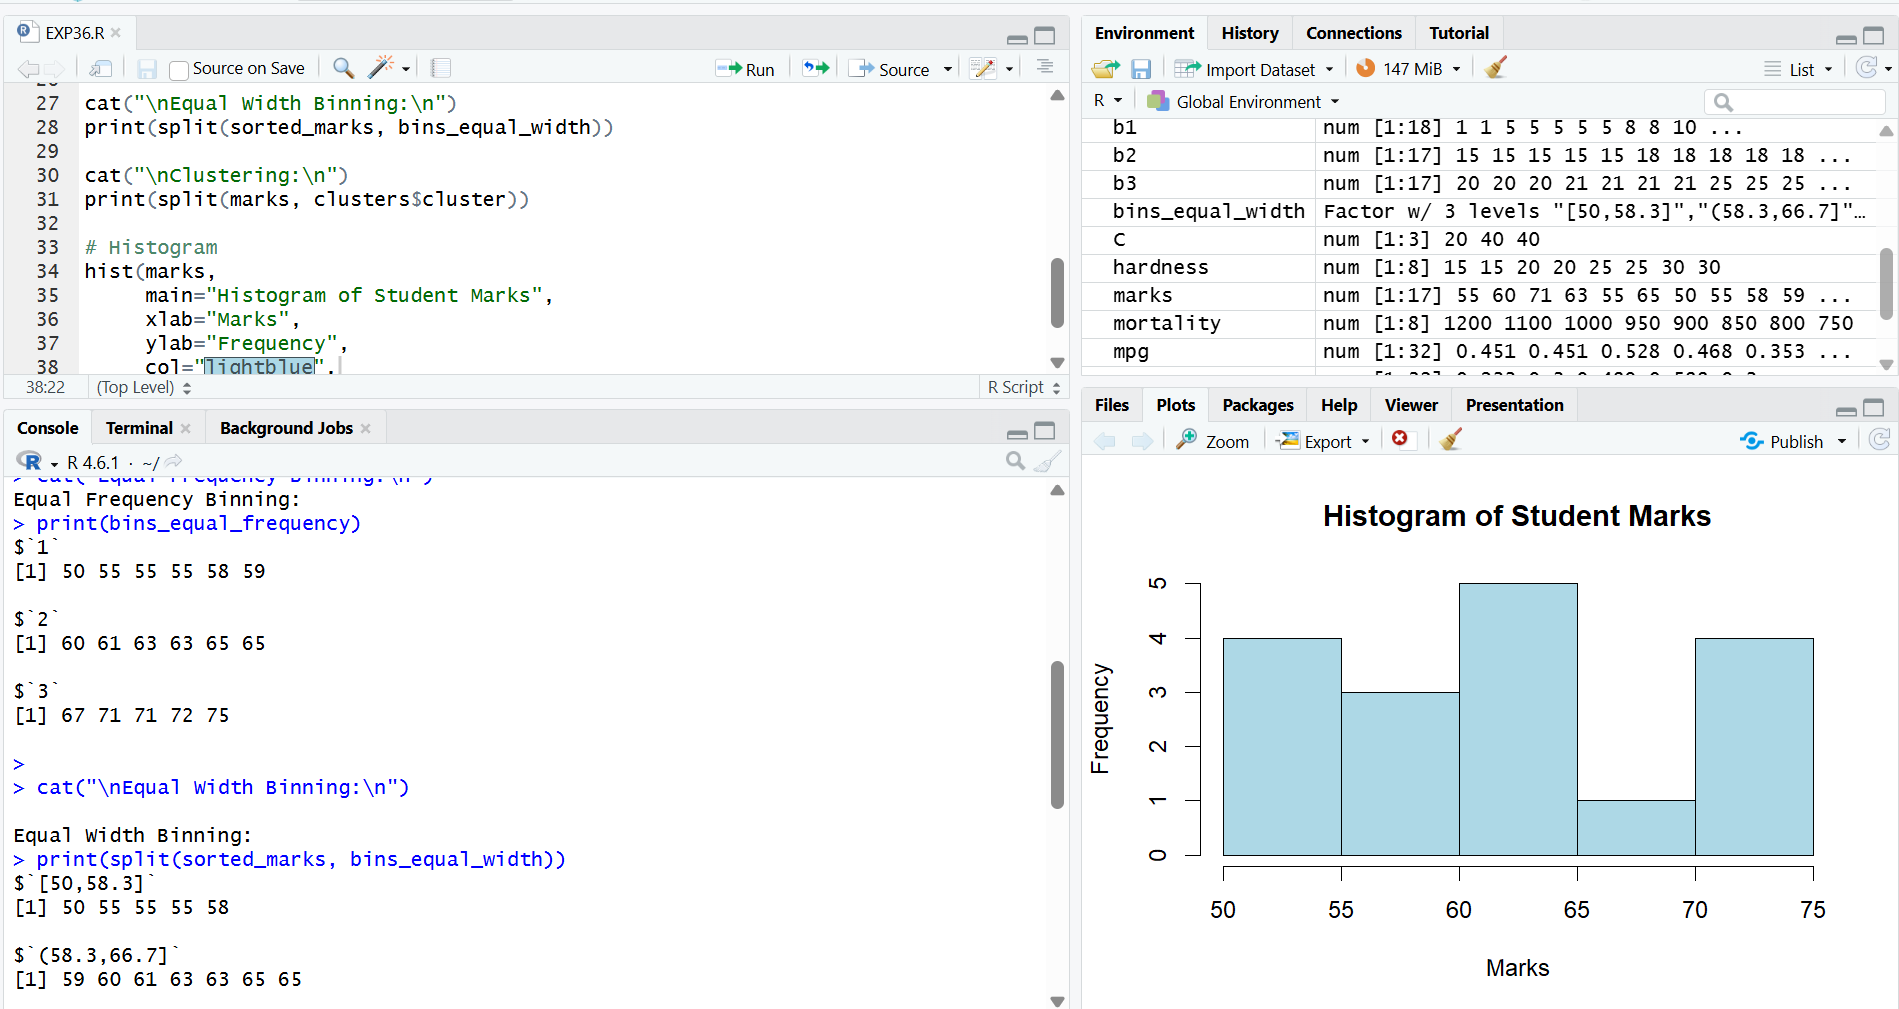 EXP36.R
Source on Save
Run
Source
27 cat("\nEqual Width Binning:\n")
28 print(split(sorted_marks, bins_equal_width))
29
30 cat("\nClustering:\n")
31 print(split(marks, clusters$cluster))
32
33 # Histogram
34 hist(marks,
35 main="Histogram of Student Marks",
36 xlab="Marks",
37 ylab="Frequency",
38 col="lightblue",
38:22 (Top Level) R Script
Console Terminal Background Jobs
R 4.6.1 · ~/
> cat("Equal Frequency Binning:\n")
Equal Frequency Binning:
> print(bins_equal_frequency)
$`1`
[1] 50 55 55 55 58 59
$`2`
[1] 60 61 63 63 65 65
$`3`
[1] 67 71 71 72 75
>
> cat("\nEqual Width Binning:\n")
Equal Width Binning:
> print(split(sorted_marks, bins_equal_width))
$`[50,58.3]`
[1] 50 55 55 55 58
$`(58.3,66.7]`
[1] 59 60 61 63 63 65 65
Environment History Connections Tutorial
Import Dataset 147 MiB List
R Global Environment
b1 num [1:18] 1 1 5 5 5 5 5 8 8 10 ...
b2 num [1:17] 15 15 15 15 15 18 18 18 18 18 ...
b3 num [1:17] 20 20 20 21 21 21 21 25 25 25 ...
bins_equal_width Factor w/ 3 levels "[50,58.3]","(58.3,66.7]"…
C num [1:3] 20 40 40
hardness num [1:8] 15 15 20 20 25 25 30 30
marks num [1:17] 55 60 71 63 55 65 50 55 58 59 ...
mortality num [1:8] 1200 1100 1000 950 900 850 800 750
mpg num [1:32] 0.451 0.451 0.528 0.468 0.353 ...
Files Plots Packages Help Viewer Presentation
Zoom Export Publish
Histogram of Student Marks
Frequency
5
4
3
2
1
0
50 55 60 65 70 75
Marks